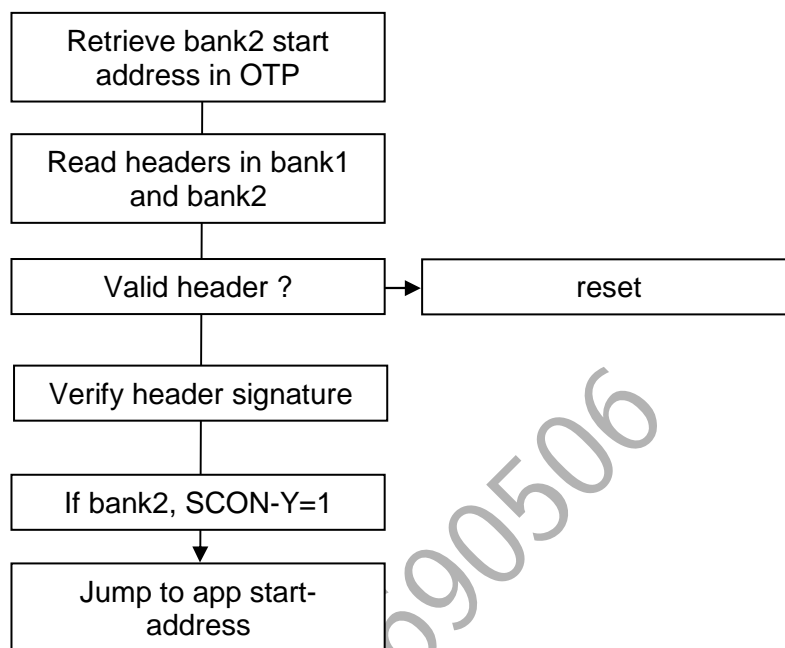 Retrieve bank2 start
address in OTP
Read headers in bank1
and bank2
Valid header ?
reset
Verify header signature
If bank2, SCON-Y=1
Jump to app start-
address
690506